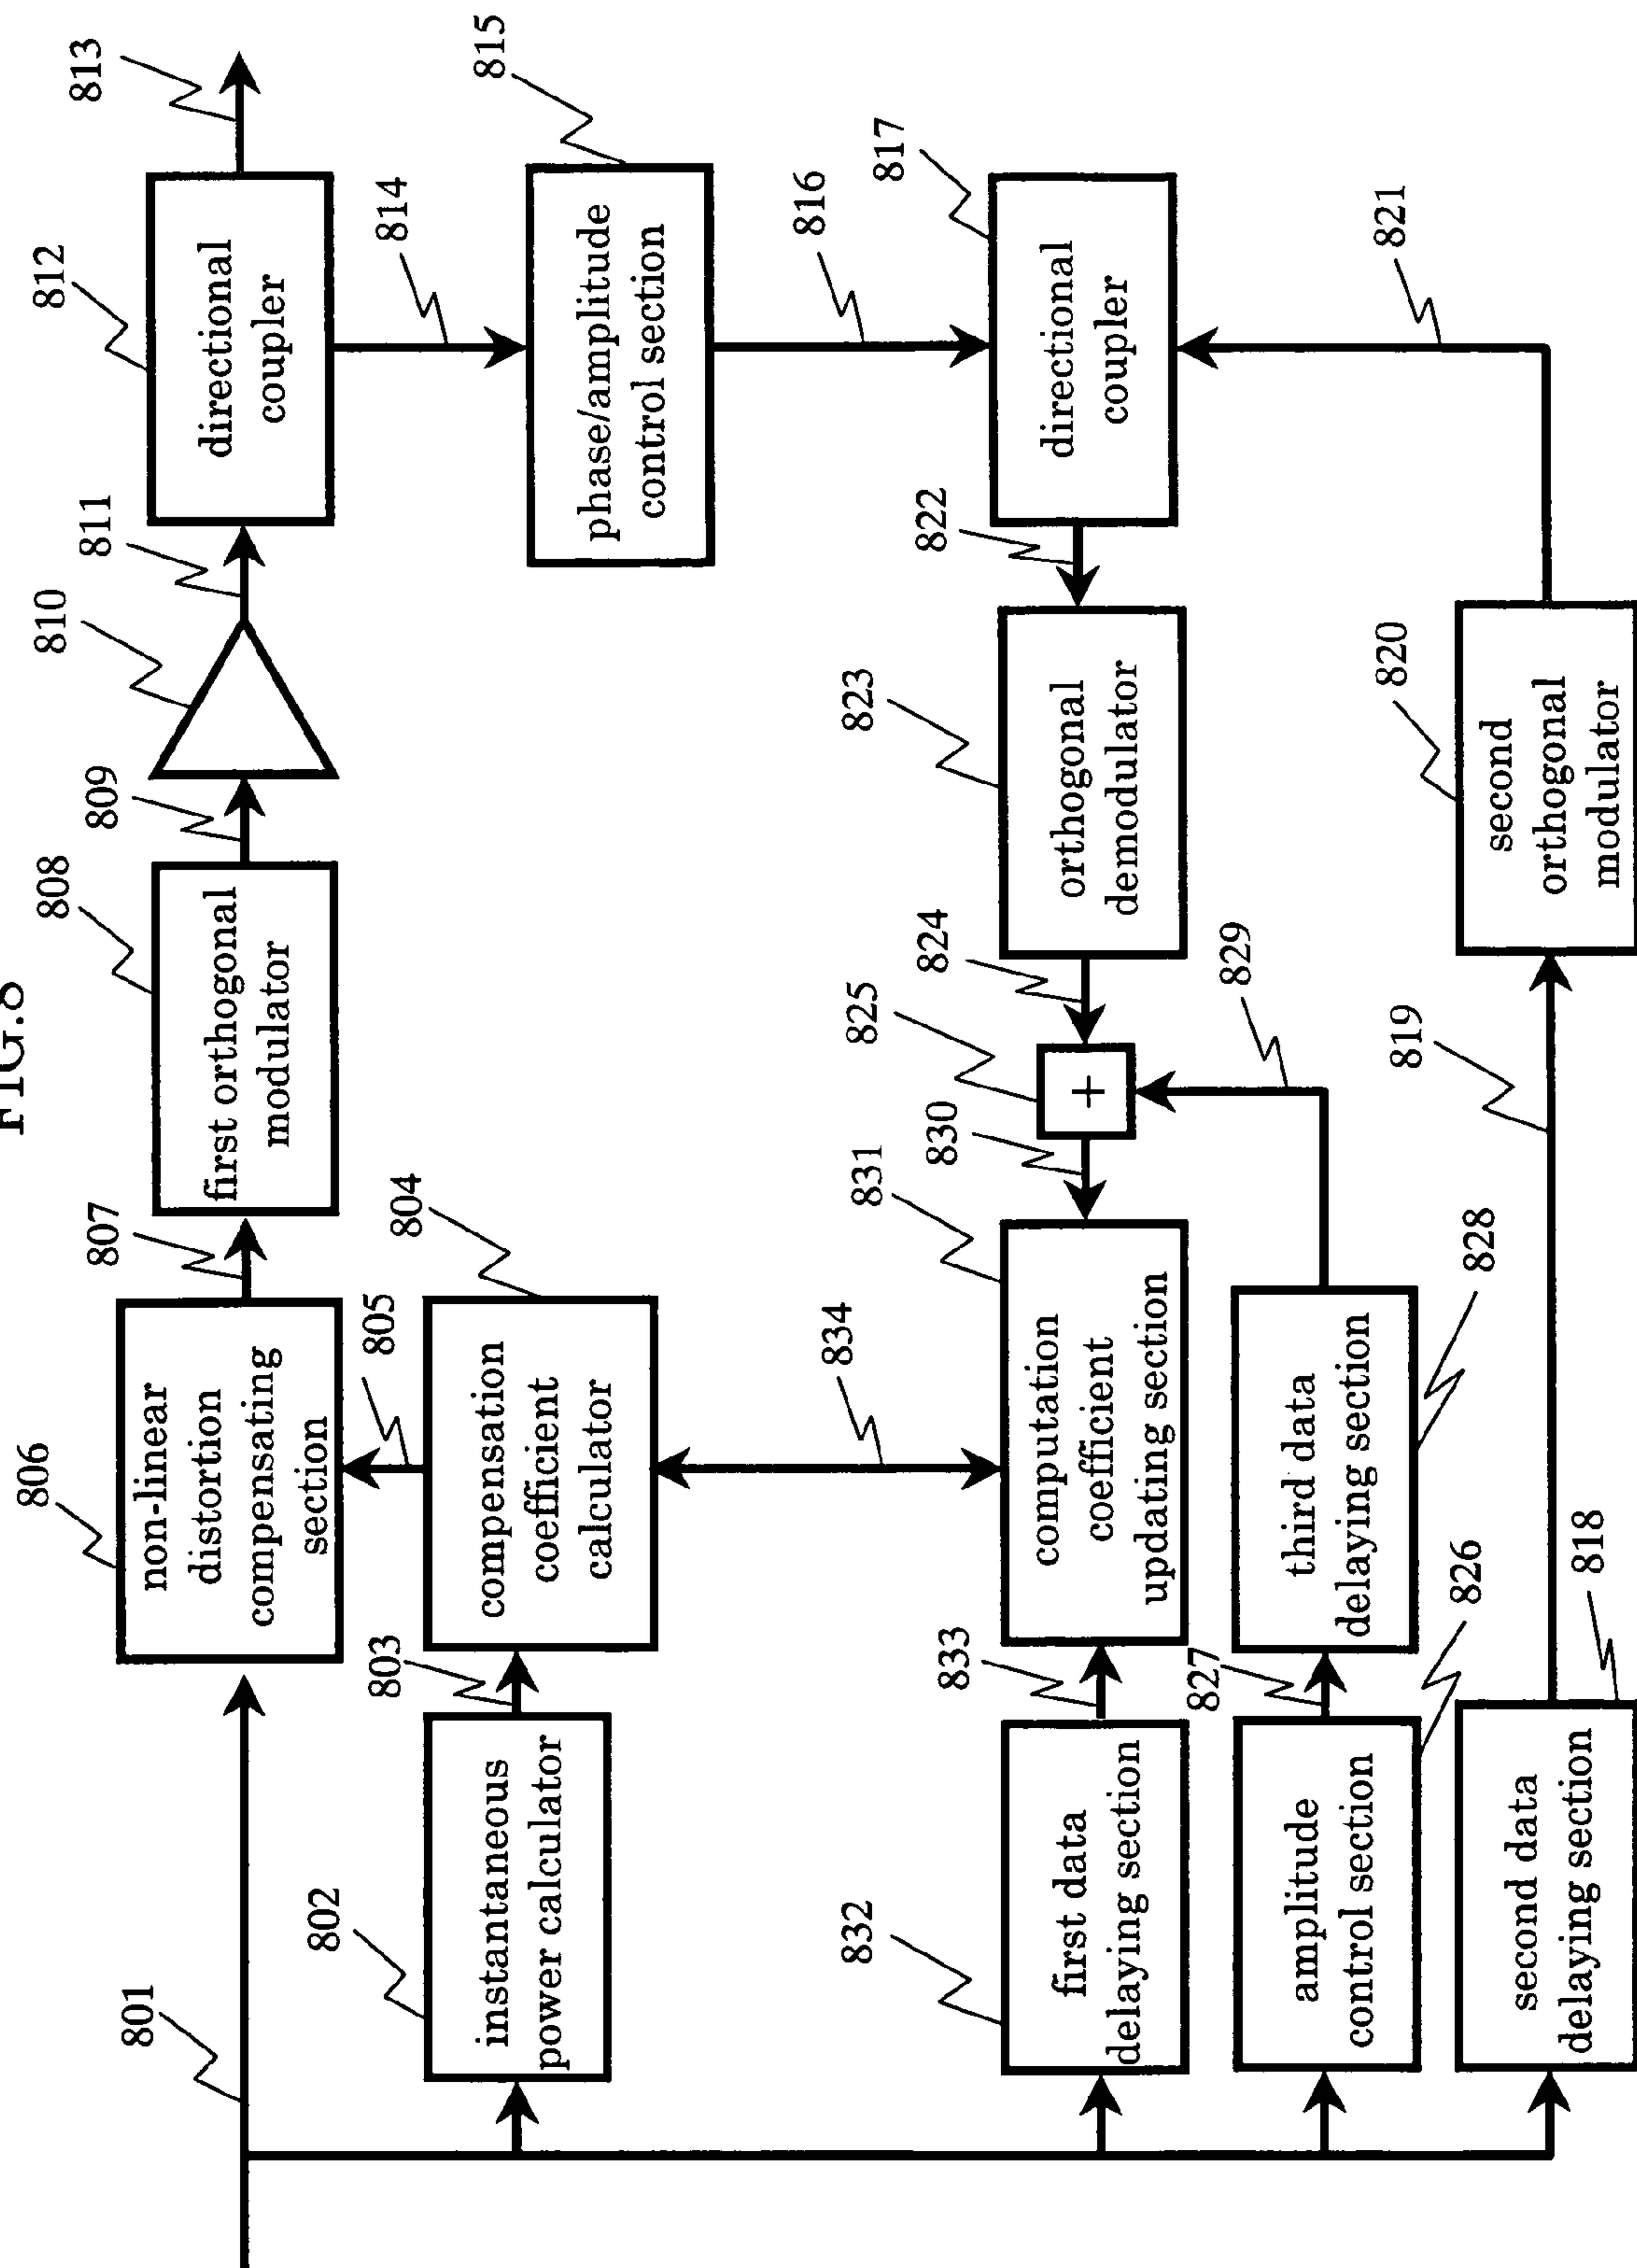 FIG.8
801
806
non-linear
distortion
compensating
section
807
808
first orthogonal
modulator
809
810
811
812
directional
coupler
813
802
instantaneous
power calculator
803
804
compensation
coefficient
calculator
805
814
815
phase/amplitude
control section
834
816
832
first data
delaying section
833
831
computation
coefficient
updating section
830
825
+
824
823
orthogonal
demodulator
822
817
directional
coupler
amplitude
control section
826
827
third data
delaying section
828
829
821
second data
delaying section
818
819
820
second
orthogonal
modulator